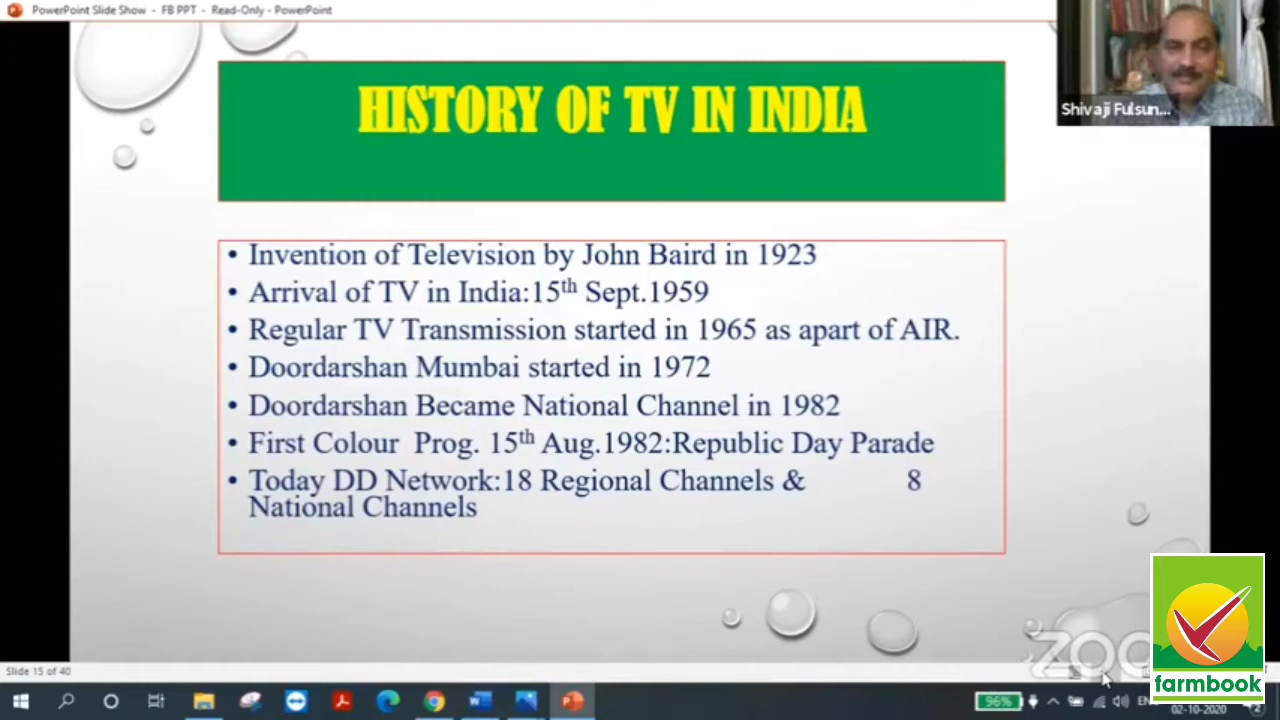 PowerPoint Slide Show - FB PPT - Read-Only - PowerPoint
Shivaji Fulsun...
HISTORY OF TV IN INDIA
• Invention of Television by John Baird in 1923
• Arrival of TV in India:15th Sept.1959
• Regular TV Transmission started in 1965 as apart of AIR.
• Doordarshan Mumbai started in 1972
• Doordarshan Became National Channel in 1982
• First Colour Prog. 15th Aug.1982:Republic Day Parade
• Today DD Network:18 Regional Channels & 8
National Channels
zoo
farmbook
Slide 15 of 40
96%
02-10-2020